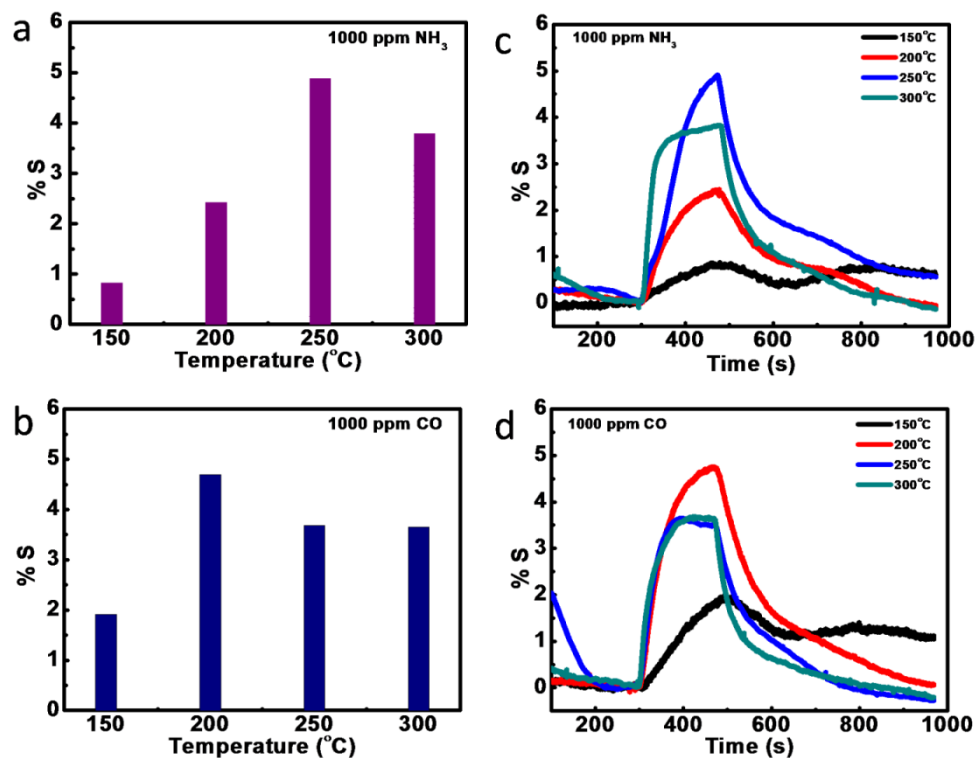 a
1000 ppm NH₃
% S
6
5
4
3
2
1
0
150 200 250 300
Temperature (°C)
c
1000 ppm NH₃
150°C
200°C
250°C
300°C
% S
6
5
4
3
2
1
0
200 400 600 800 1000
Time (s)
b
1000 ppm CO
% S
6
5
4
3
2
1
0
150 200 250 300
Temperature (°C)
d
1000 ppm CO
150°C
200°C
250°C
300°C
% S
6
5
4
3
2
1
0
200 400 600 800 1000
Time (s)